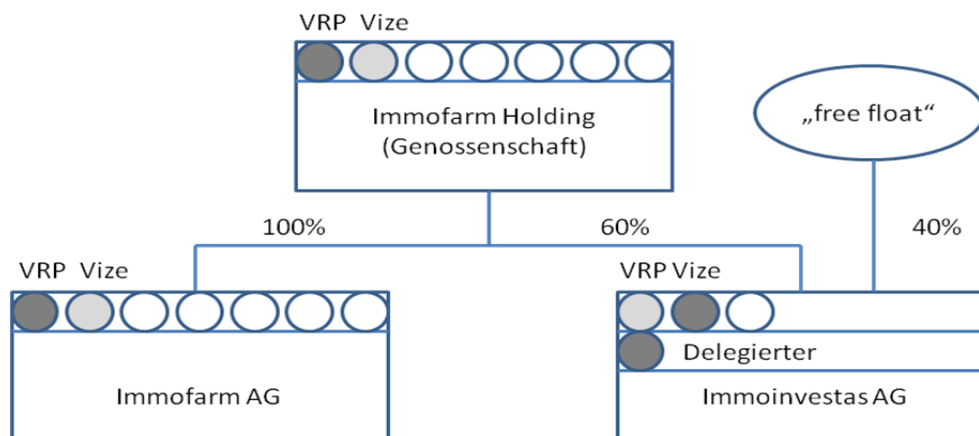 VRP Vize
Immofarm Holding
(Genossenschaft)
„free float“
100%
60%
40%
VRP Vize
VRP Vize
Delegierter
Immofarm AG
Immoinvestas AG